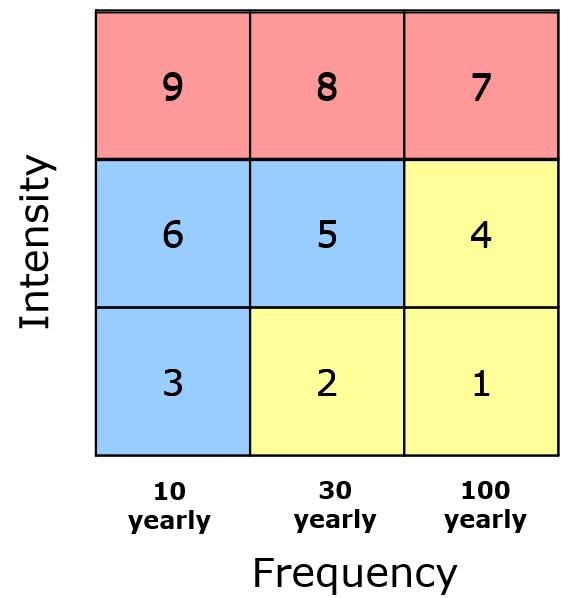 9 8 7
Intensity
6 5 4
3 2 1
10 30 100
yearly yearly yearly
Frequency